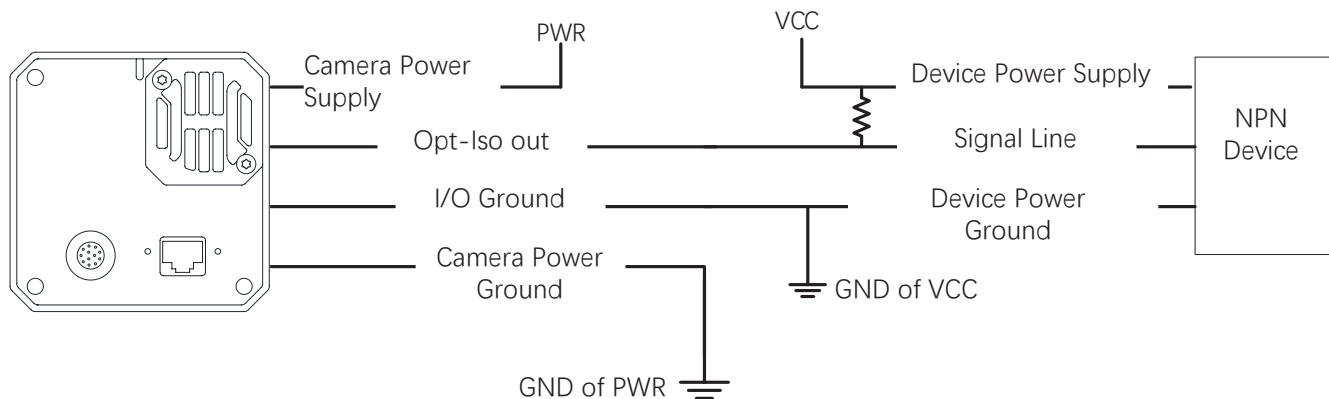 PWR
VCC
Camera Power
Supply
Device Power Supply
Opt-Iso out
Signal Line
NPN
Device
I/O Ground
Device Power
Ground
Camera Power
Ground
GND of VCC
GND of PWR